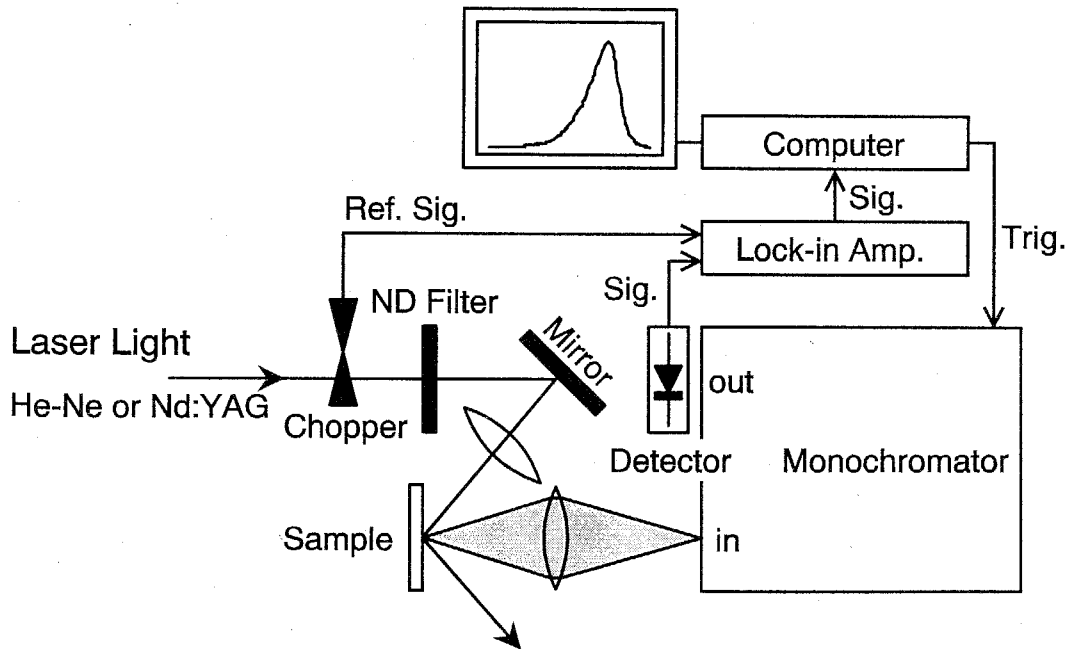 Computer
Sig.
Ref. Sig.
Lock-in Amp.
Trig.
Sig.
ND Filter
Mirror
Laser Light
He-Ne or Nd:YAG
Chopper
out
Detector
Monochromator
Sample
in